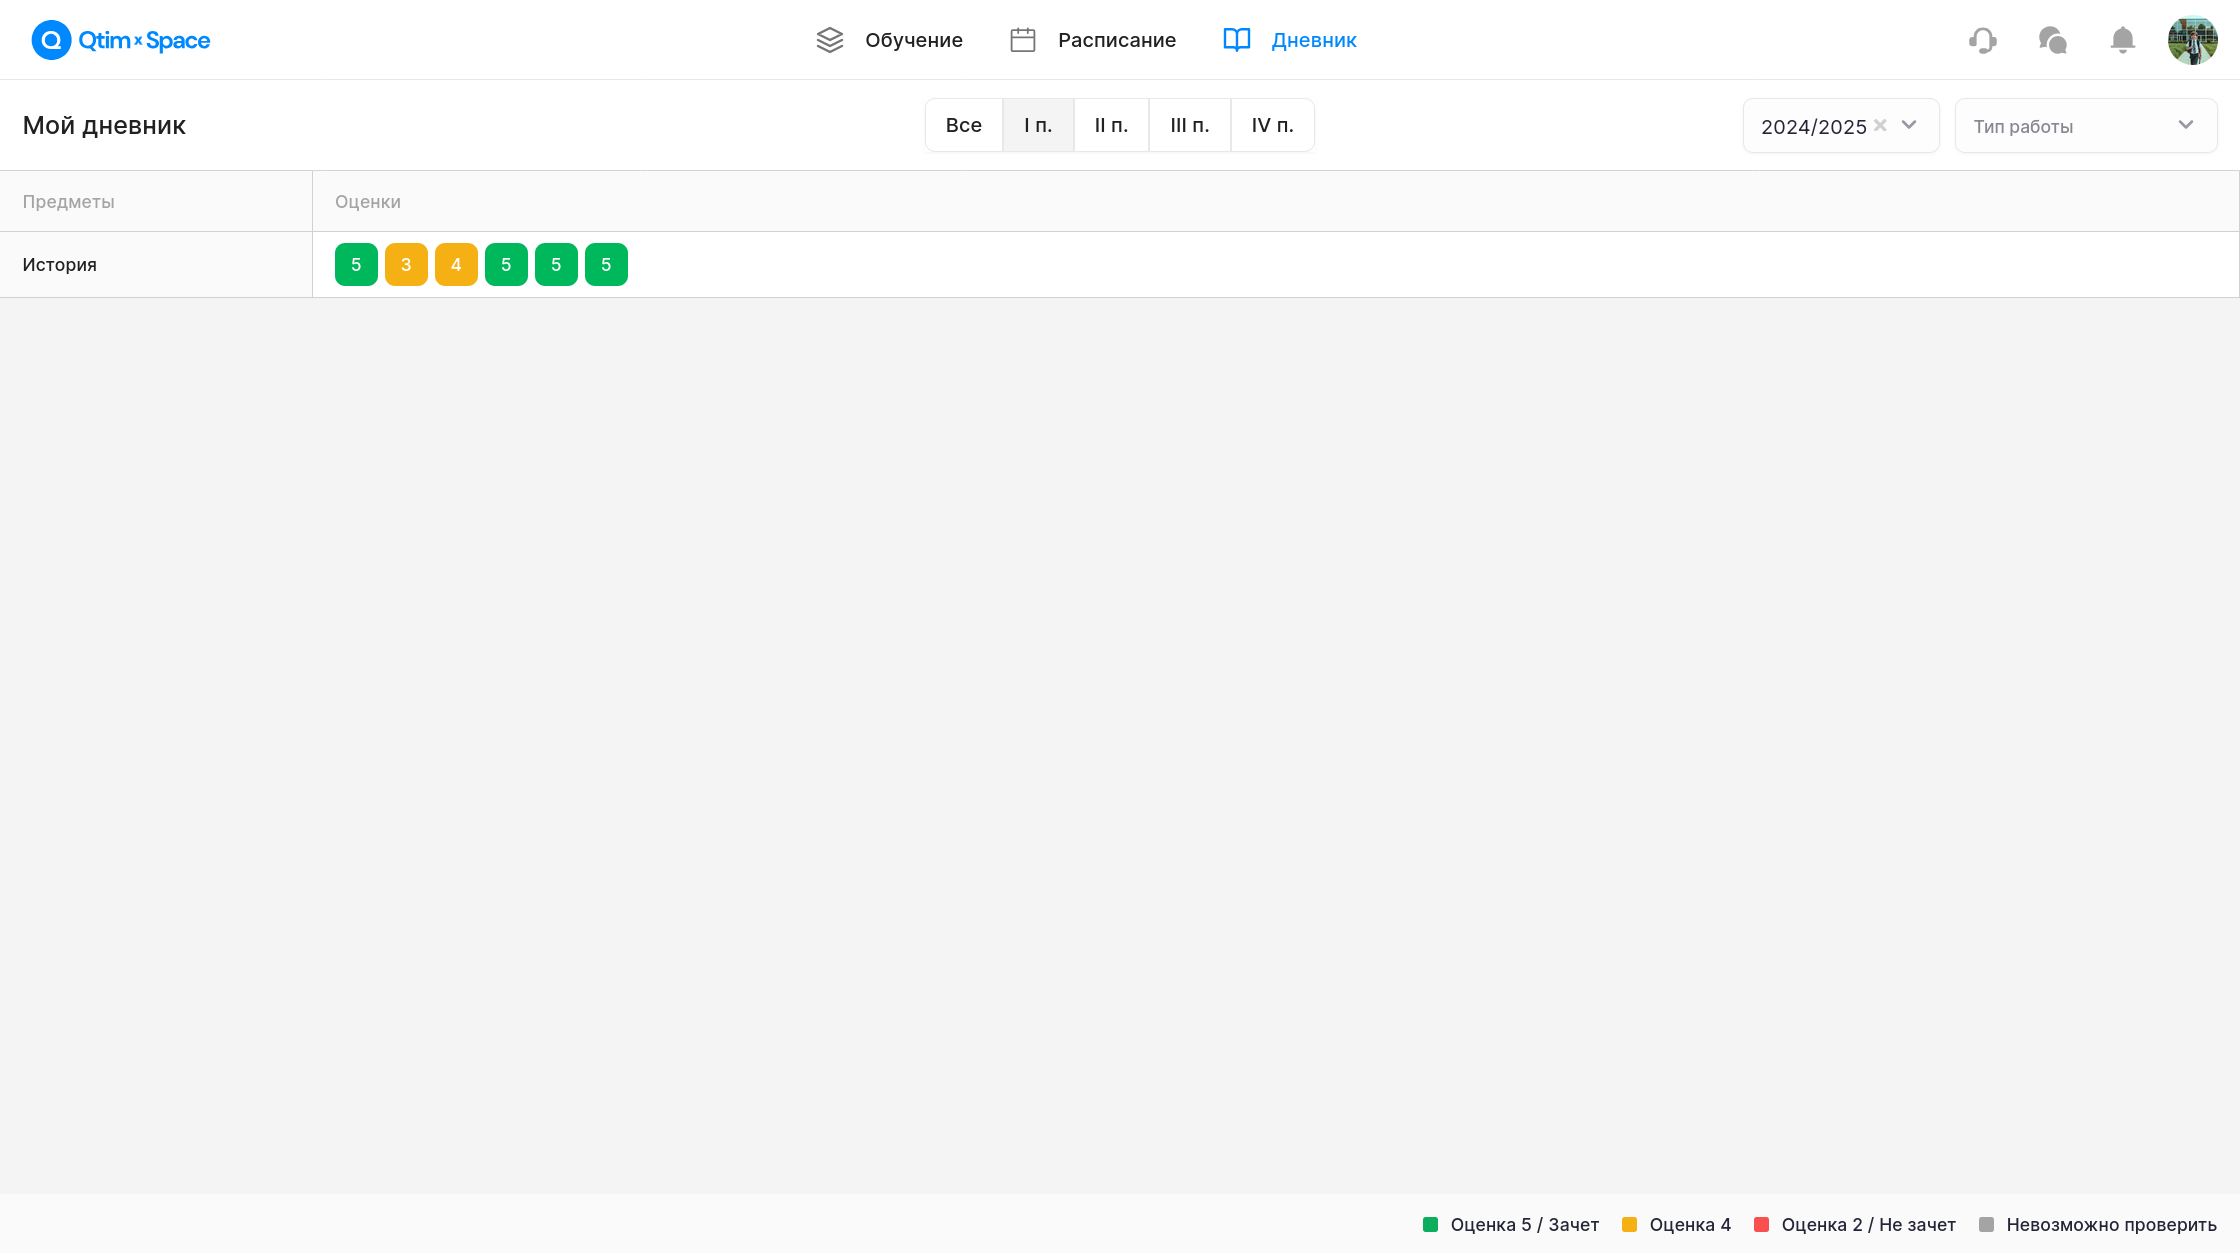 Qtim x Space Обучение Расписание Дневник
Мой дневник Все I п. II п. III п. IV п. 2024/2025 Тип работы
Предметы Оценки
История 5 3 4 5 5 5
Оценка 5 / Зачет Оценка 4 Оценка 2 / Не зачет Невозможно проверить